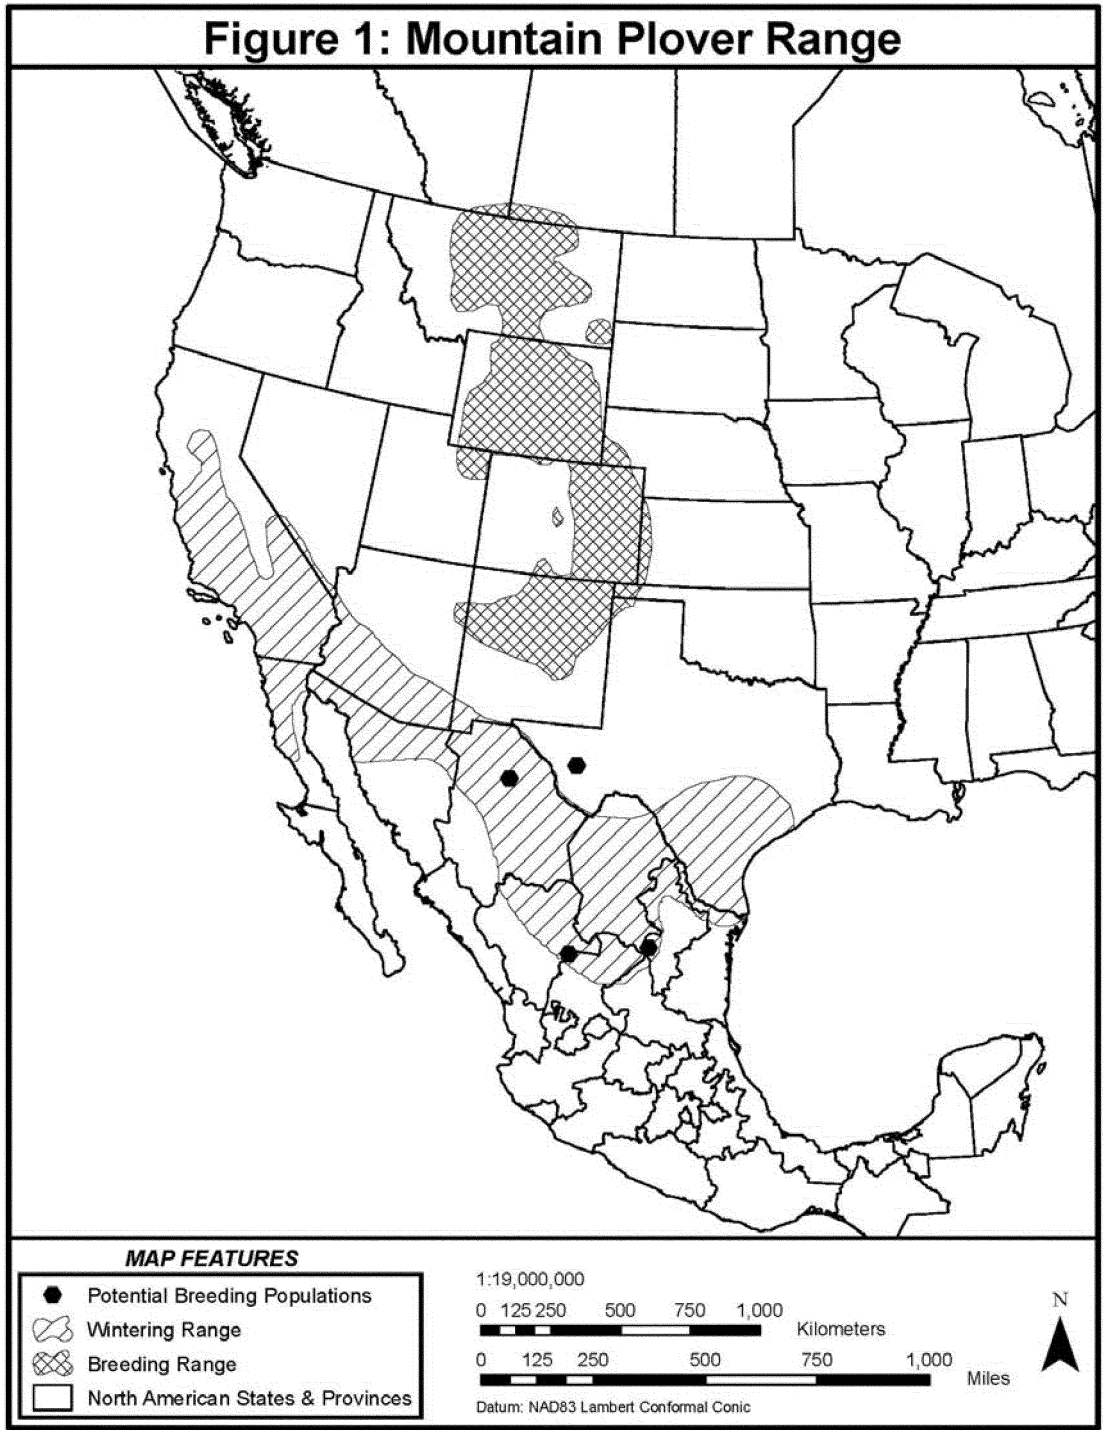 Figure 1: Mountain Plover Range
MAP FEATURES
Potential Breeding Populations
Wintering Range
Breeding Range
North American States & Provinces
1:19,000,000
0 125 250 500 750 1,000
Kilometers
0 125 250 500 750 1,000
Miles
Datum: NAD83 Lambert Conformal Conic
N